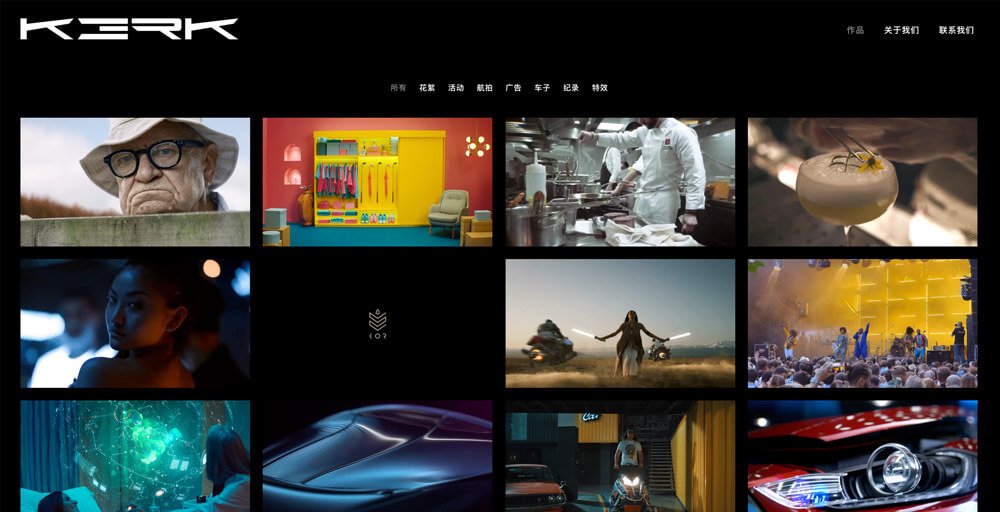 KERK
作品 关于我们 联系我们
所有 花絮 活动 航拍 广告 车子 纪录 特效
KOR